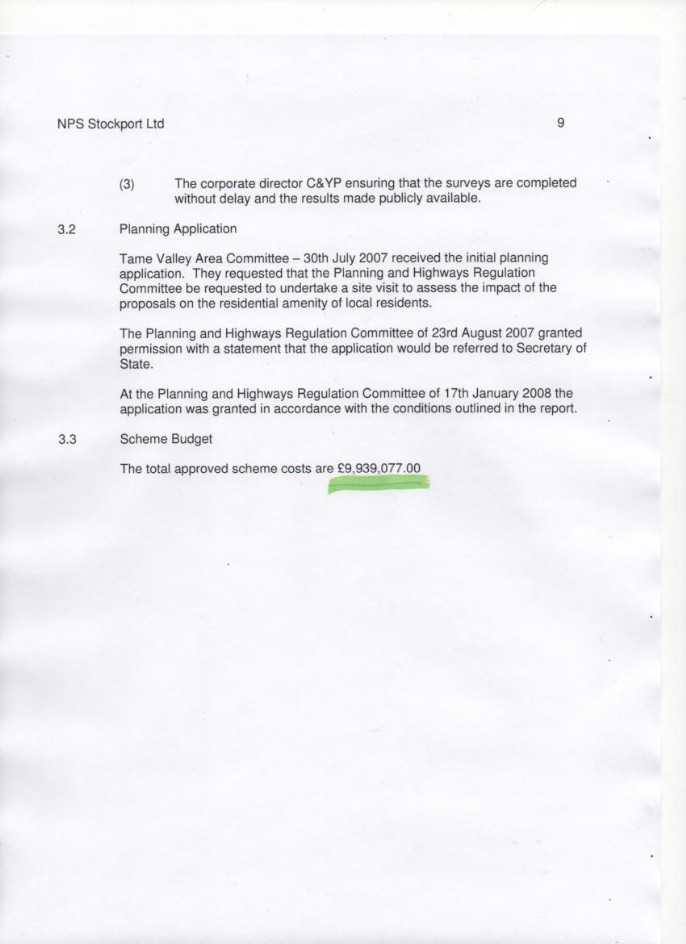 NPS Stockport Ltd 9
(3) The corporate director C&YP ensuring that the surveys are completed
without delay and the results made publicly available.
3.2 Planning Application
Tame Valley Area Committee – 30th July 2007 received the initial planning
application. They requested that the Planning and Highways Regulation
Committee be requested to undertake a site visit to assess the impact of the
proposals on the residential amenity of local residents.
The Planning and Highways Regulation Committee of 23rd August 2007 granted
permission with a statement that the application would be referred to Secretary of
State.
At the Planning and Highways Regulation Committee of 17th January 2008 the
application was granted in accordance with the conditions outlined in the report.
3.3 Scheme Budget
The total approved scheme costs are £9,939,077.00